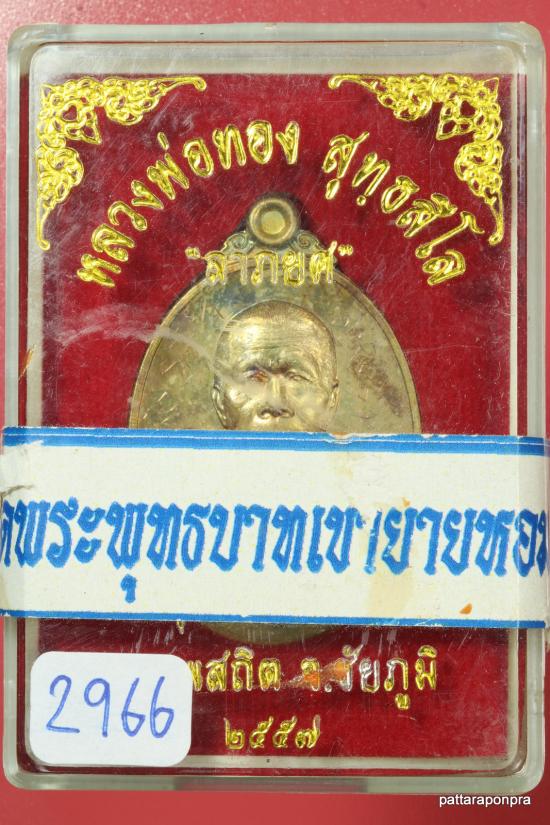 หลวงพ่อทอง สุทฺธสีโล
"ลาภยศ"
พระพุทธบาทเขายายหอม
สถิต จ.ชัยภูมิ
๒๕๕๗
2966
pattaraponpra